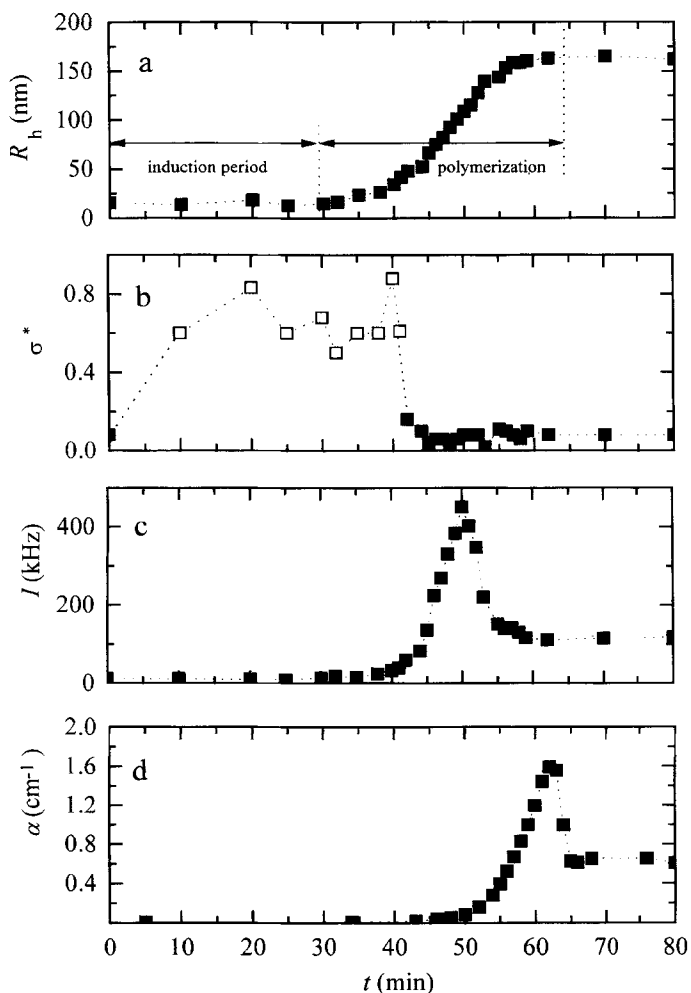 200
150
100
50
0
R_h (nm)
a
induction period
polymerization
0.8
0.4
0.0
σ*
b
400
200
0
I (kHz)
c
2.0
1.6
1.2
0.8
0.4
α (cm⁻¹)
d
0 10 20 30 40 50 60 70 80
t (min)